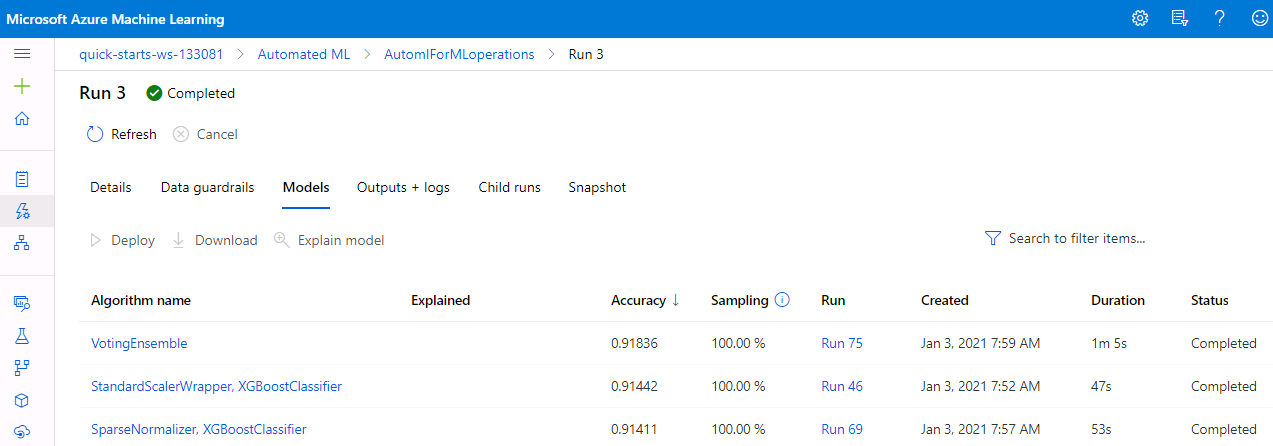 Microsoft Azure Machine Learning
quick-starts-ws-133081 > Automated ML > AutomlForMLoperations > Run 3
Run 3 Completed
Refresh Cancel
Details Data guardrails Models Outputs + logs Child runs Snapshot
Deploy Download Explain model Search to filter items...
Algorithm name Explained Accuracy ↓ Sampling Run Created Duration Status
VotingEnsemble 0.91836 100.00 % Run 75 Jan 3, 2021 7:59 AM 1m 5s Completed
StandardScalerWrapper, XGBoostClassifier 0.91442 100.00 % Run 46 Jan 3, 2021 7:52 AM 47s Completed
SparseNormalizer, XGBoostClassifier 0.91411 100.00 % Run 69 Jan 3, 2021 7:57 AM 53s Completed